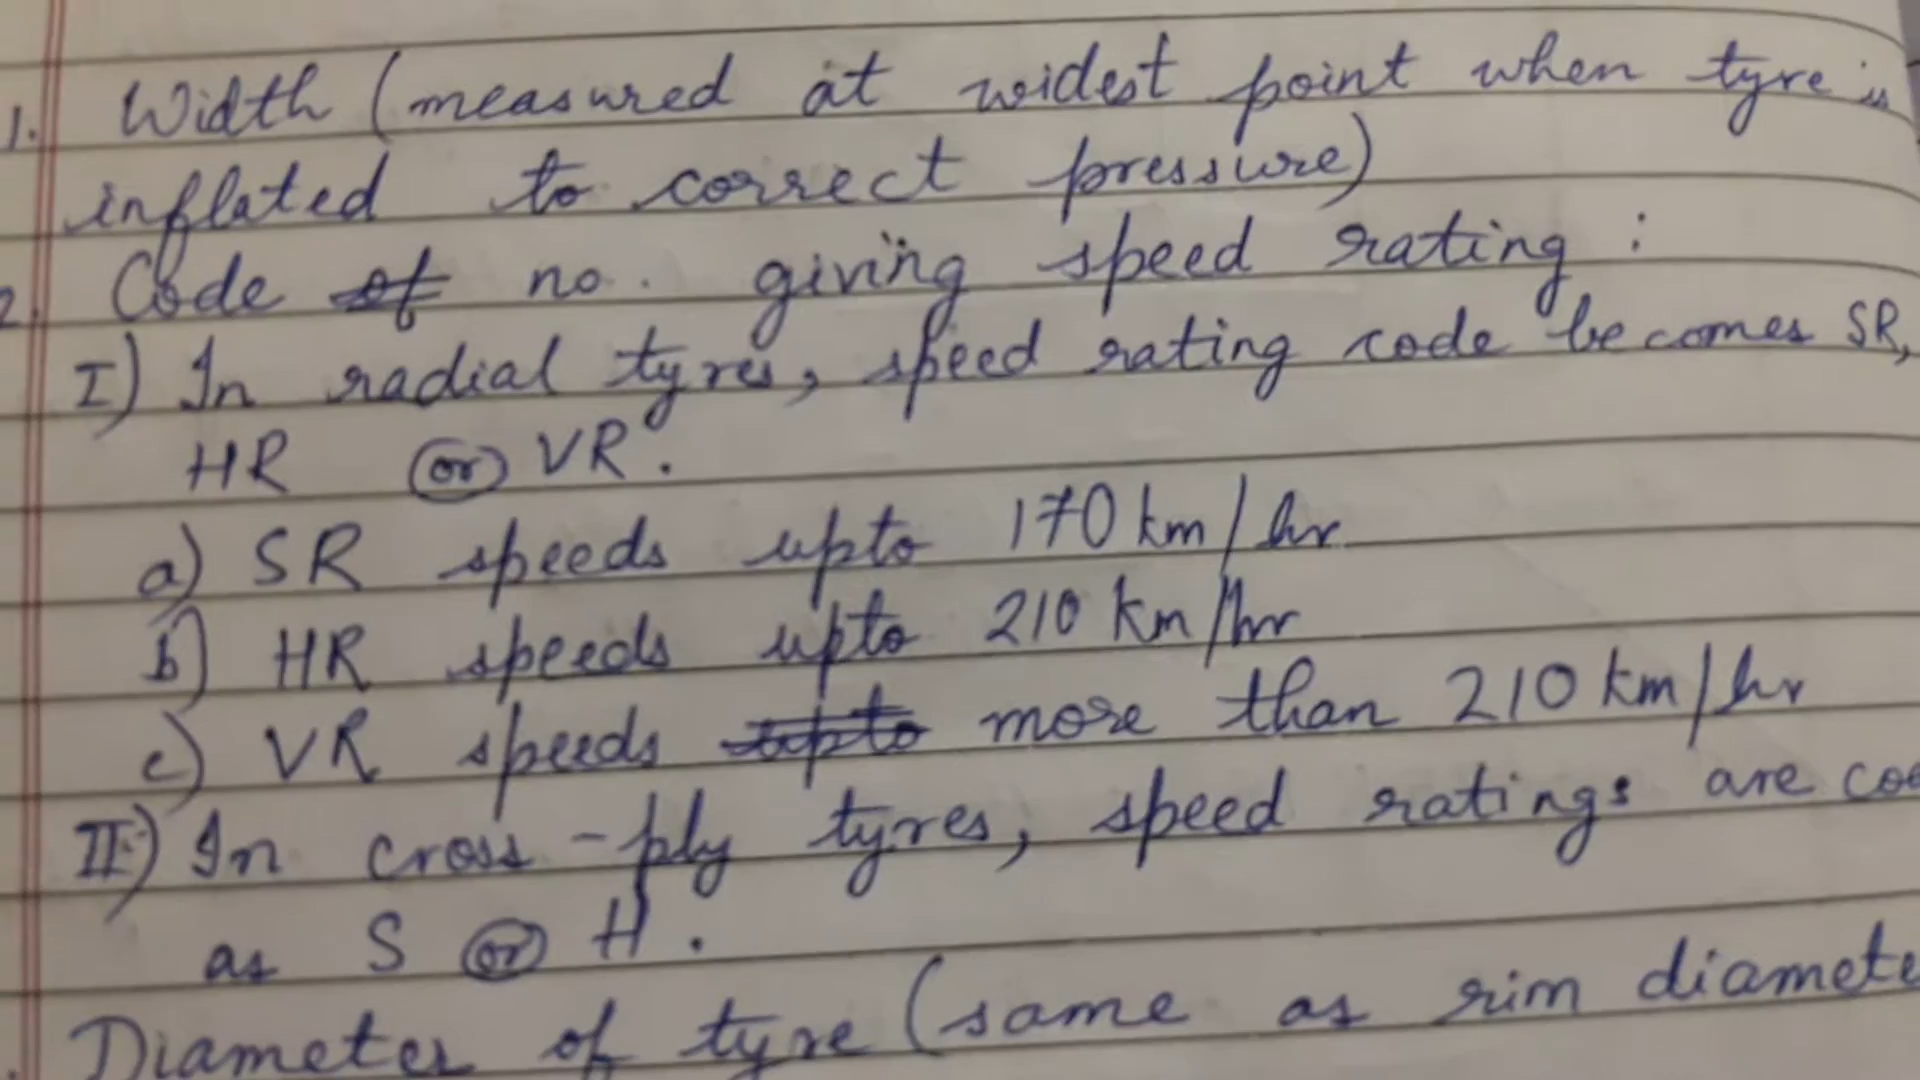 1. Width (measured at widest point when tyre is
inflated to correct pressure)
2. Code of no. giving speed rating :
I) In radial tyres, speed rating code becomes SR,
HR or VR.
a) SR speeds upto 170 km/hr
b) HR speeds upto 210 km/hr
c) VR speeds upto more than 210 km/hr
II) In cross-ply tyres, speed ratings are
as S or H.
Diameter of tyre (same as rim